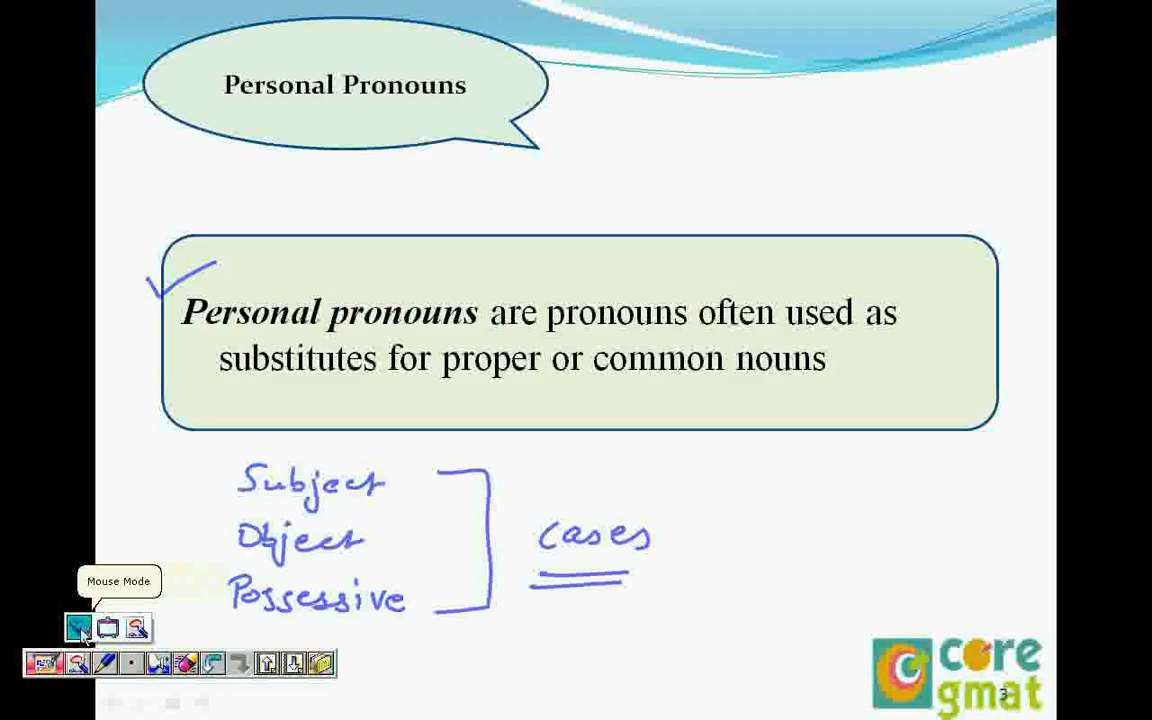 Personal Pronouns
Personal pronouns are pronouns often used as
substitutes for proper or common nouns
Subject
Object
Possessive
cases
Mouse Mode
core
gmat
3